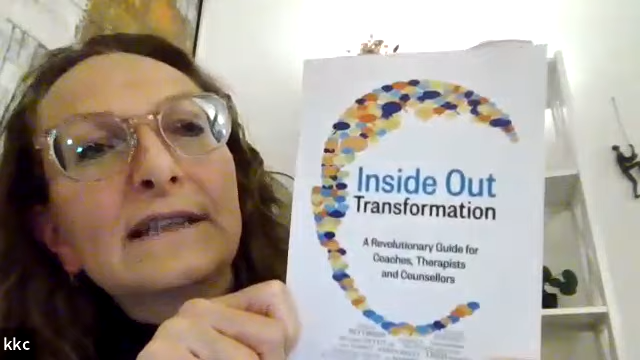 Inside Out
Transformation
A Revolutionary Guide for
Coaches, Therapists
and Counsellors
kkc